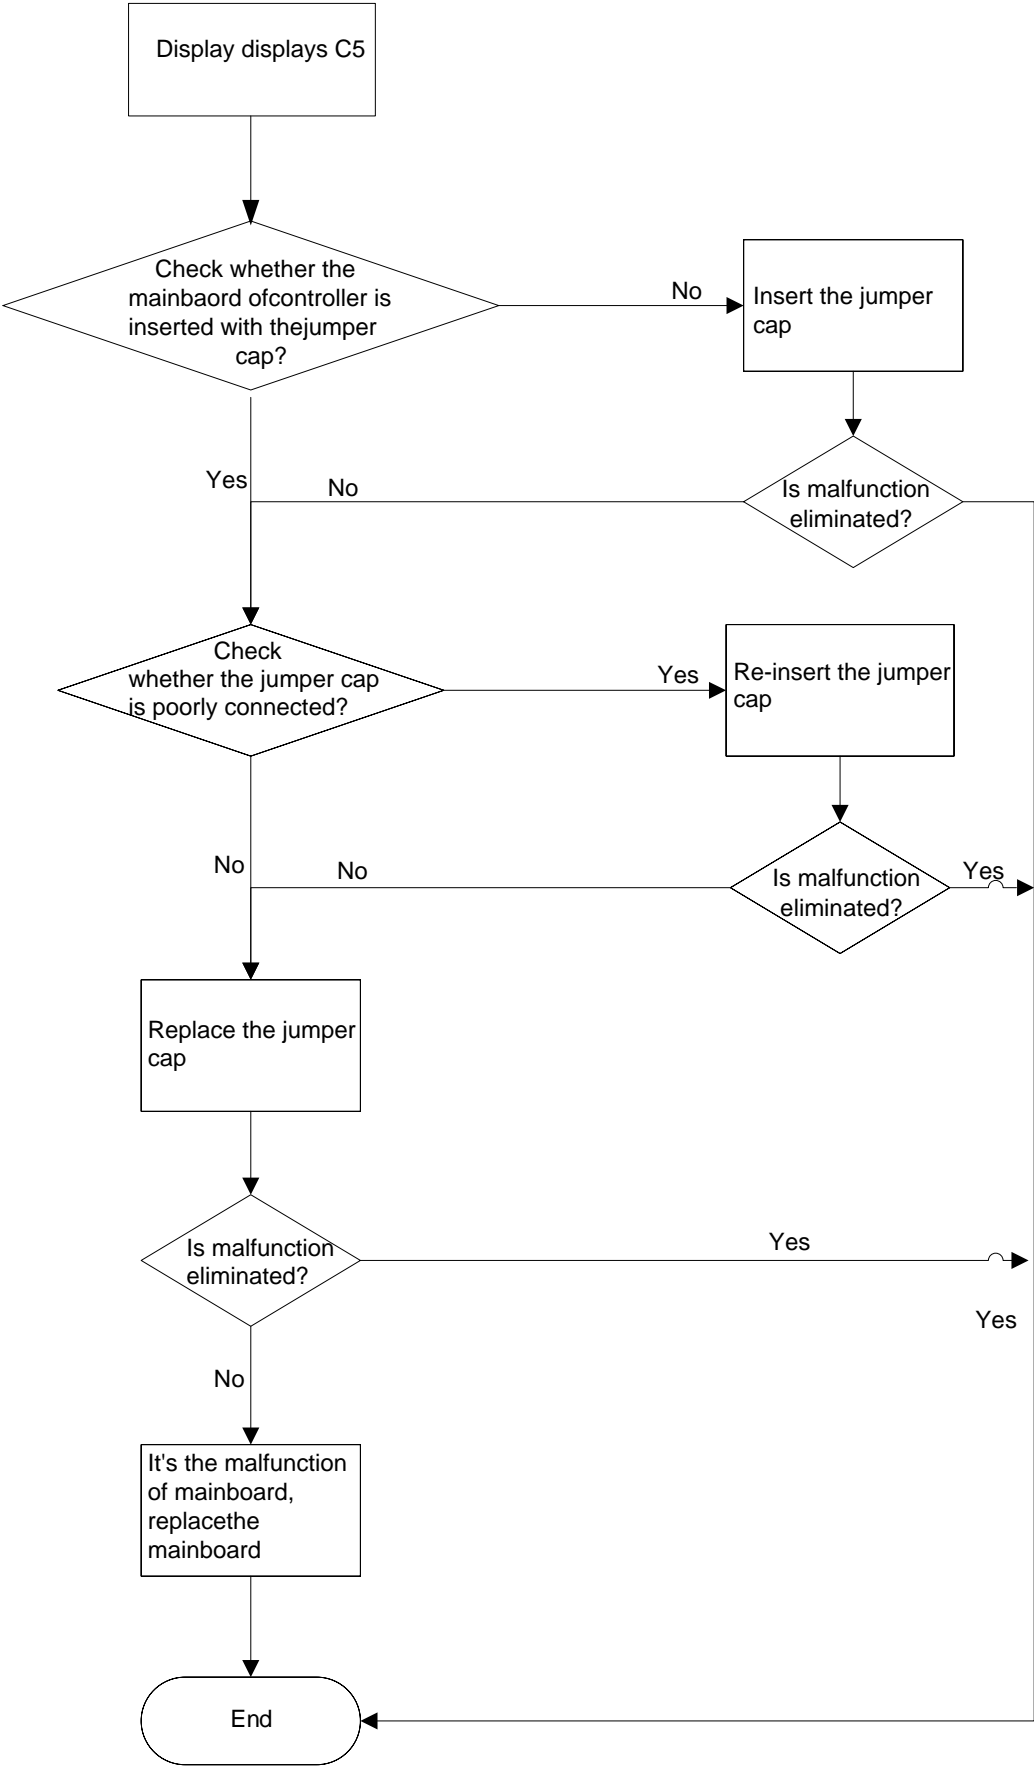 Display displays C5
Check whether the
mainbaord ofcontroller is
inserted with thejumper
cap?
No
Insert the jumper
cap
Yes
No
Is malfunction
eliminated?
Check
whether the jumper cap
is poorly connected?
Yes
Re-insert the jumper
cap
No
No
Is malfunction
eliminated?
Yes
Replace the jumper
cap
Is malfunction
eliminated?
Yes
Yes
No
It's the malfunction
of mainboard,
replacethe
mainboard
End